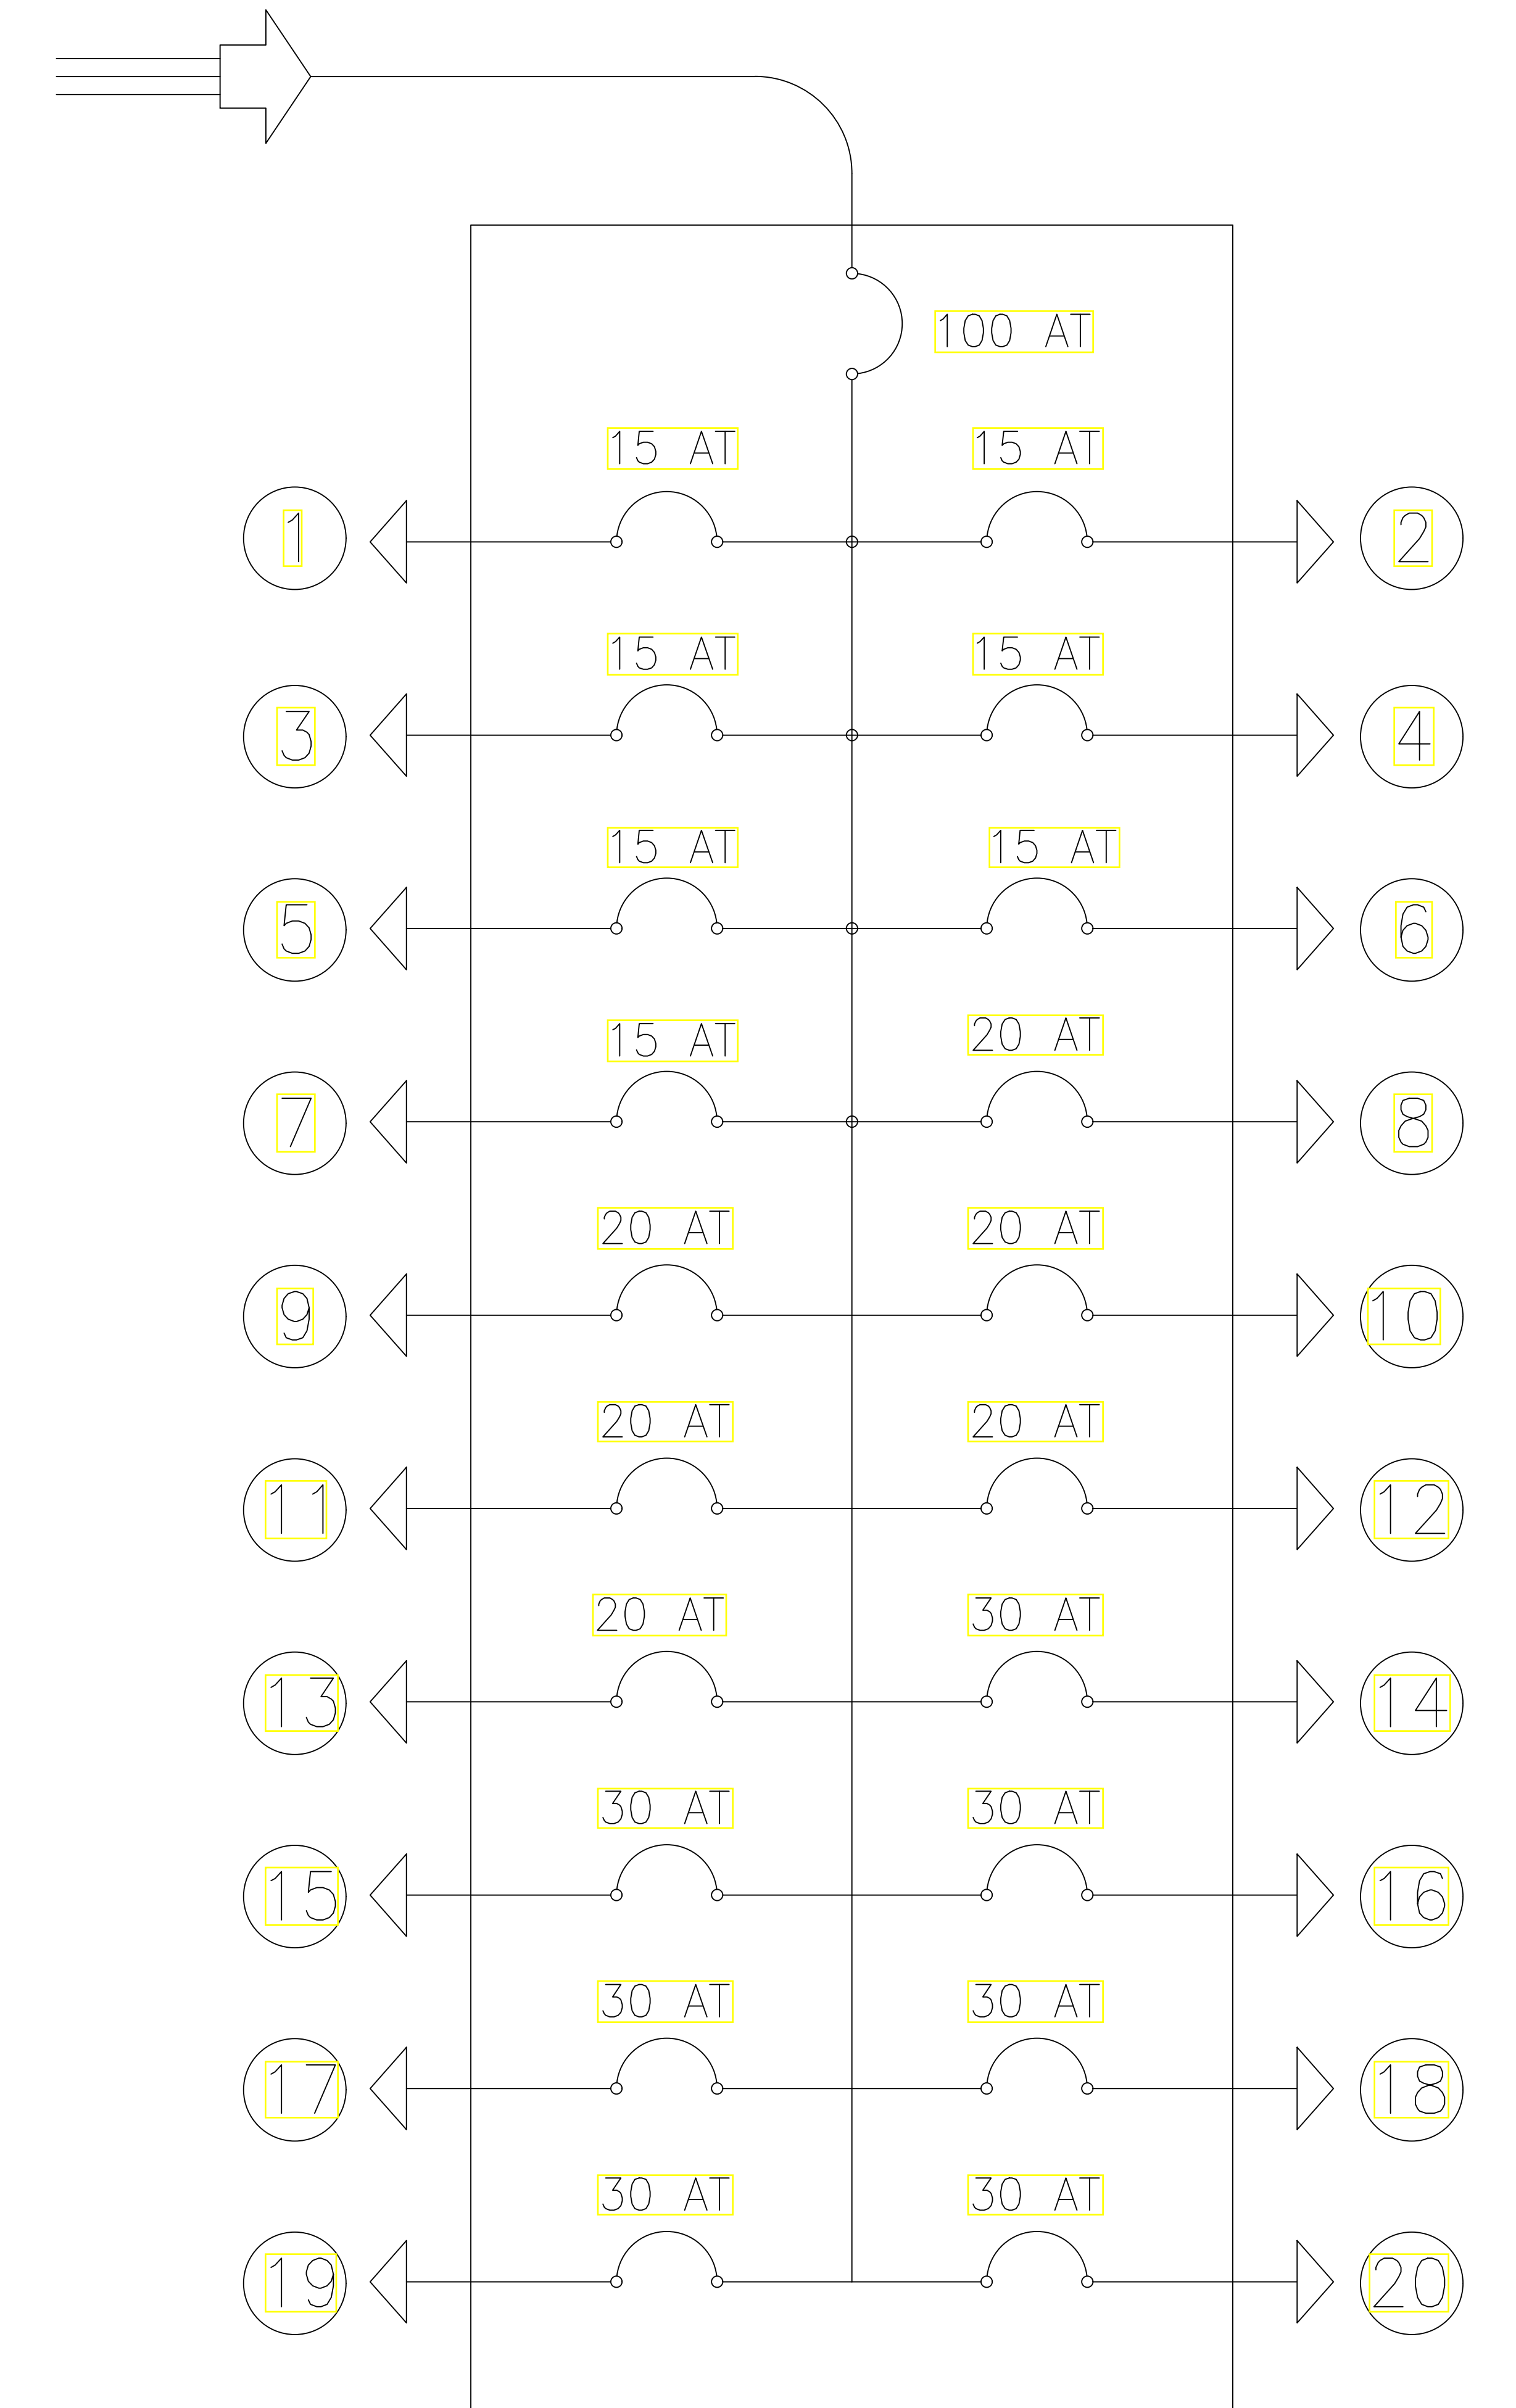 100 AT
15 AT 15 AT
1 2
15 AT 15 AT
3 4
15 AT 15 AT
5 6
15 AT 20 AT
7 8
20 AT 20 AT
9 10
20 AT 20 AT
11 12
20 AT 30 AT
13 14
30 AT 30 AT
15 16
30 AT 30 AT
17 18
30 AT 30 AT
19 20